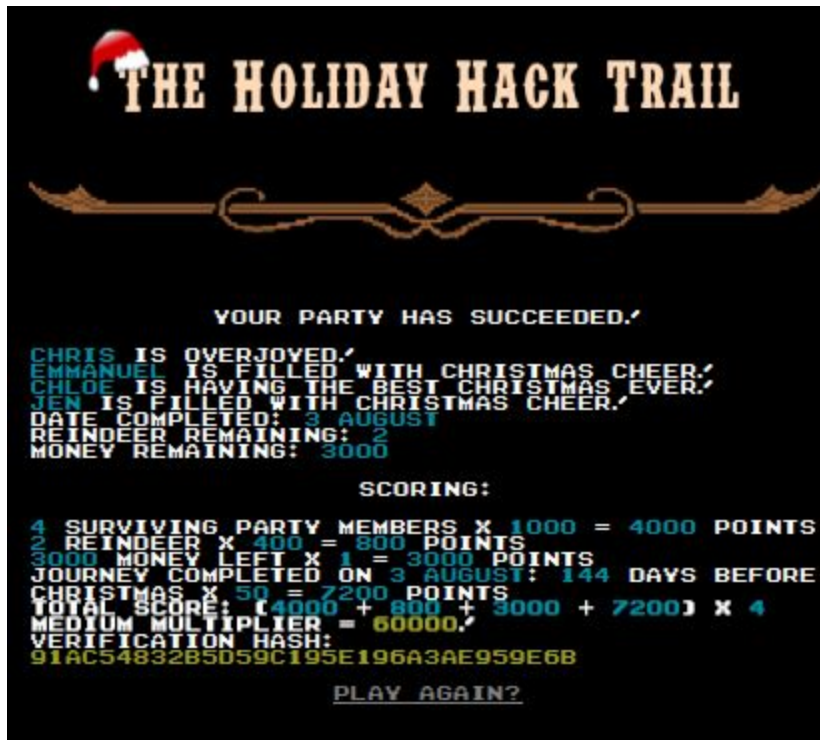 THE HOLIDAY HACK TRAIL
YOUR PARTY HAS SUCCEEDED!
CHRIS IS OVERJOYED!
EMMANUEL IS FILLED WITH CHRISTMAS CHEER!
CHLOE IS HAVING THE BEST CHRISTMAS EVER!
JEN IS FILLED WITH CHRISTMAS CHEER!
DATE COMPLETED: 3 AUGUST
REINDEER REMAINING: 2
MONEY REMAINING: 3000
SCORING:
4 SURVIVING PARTY MEMBERS X 1000 = 4000 POINTS
2 REINDEER X 400 = 800 POINTS
3000 MONEY LEFT X 1 = 3000 POINTS
JOURNEY COMPLETED ON 3 AUGUST: 144 DAYS BEFORE
CHRISTMAS X 50 = 7200 POINTS
TOTAL SCORE: (4000 + 800 + 3000 + 7200) X 4
MEDIUM MULTIPLIER = 60000!
VERIFICATION HASH:
91AC54832B5D59C195E196A3AE959E6B
PLAY AGAIN?